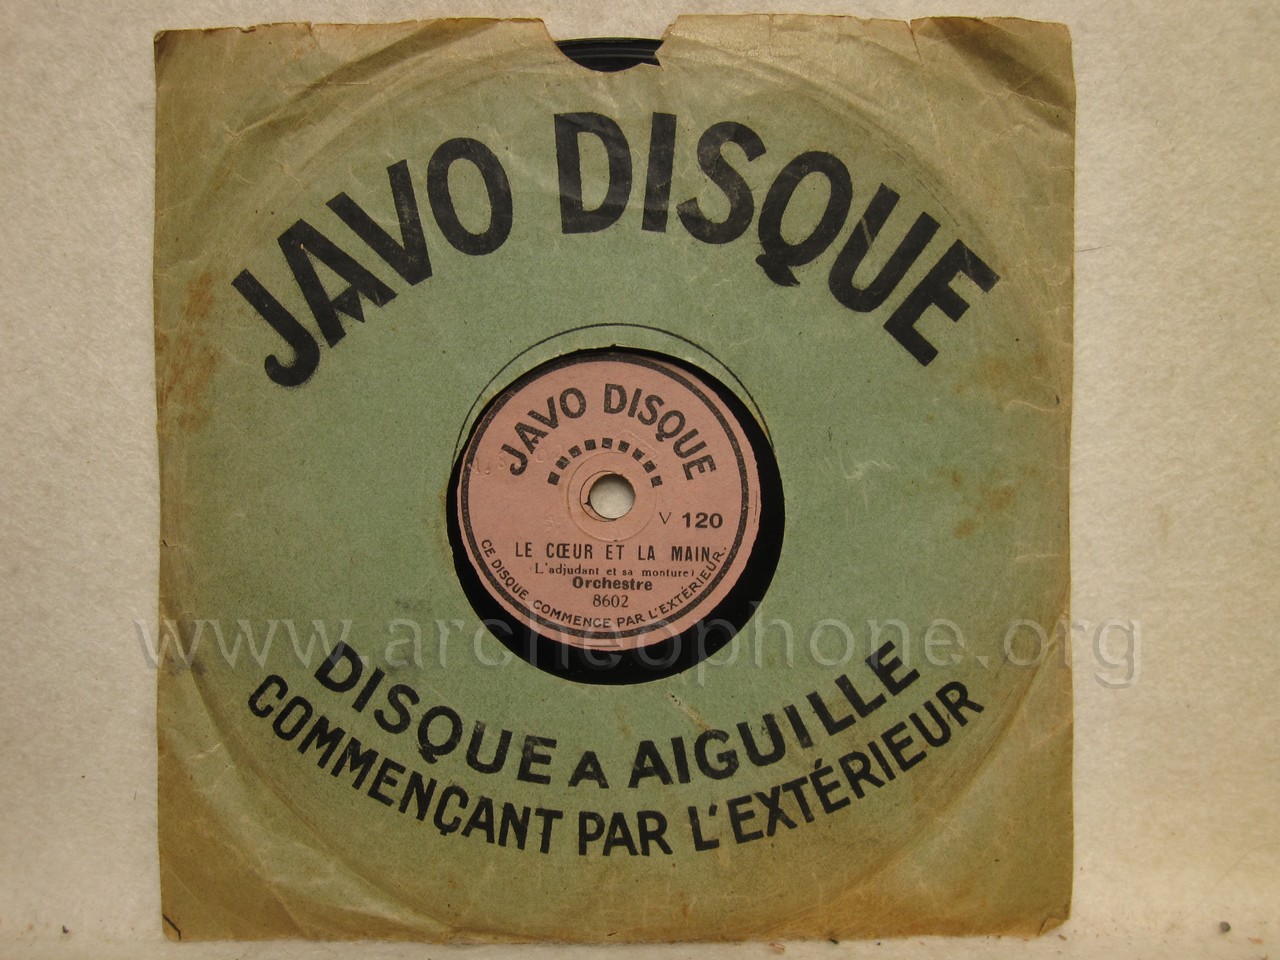 JAVO DISQUE
JAVO DISQUE
V 120
LE CŒUR ET LA MAIN
(L'adjudant et sa monture)
Orchestre
8602
CE DISQUE COMMENCE PAR L'EXTÉRIEUR.
www.archeophone.org
DISQUE A AIGUILLE
COMMENÇANT PAR L'EXTÉRIEUR